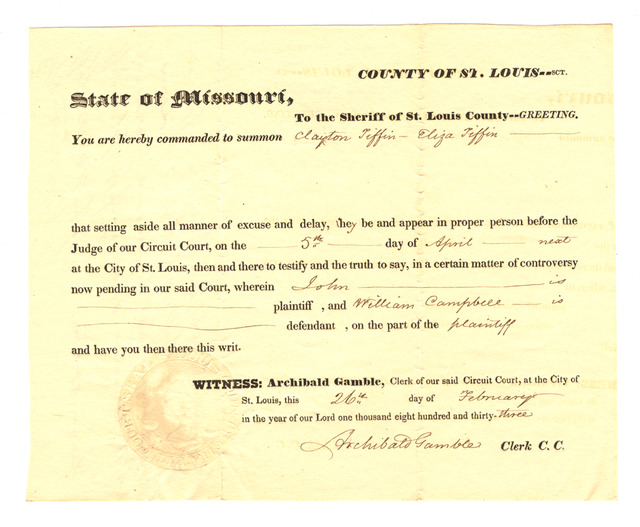 COUNTY OF ST. LOUIS--SCT.
State of Missouri,
To the Sheriff of St. Louis County--GREETING.
You are hereby commanded to summon Clayton Tiffin — Eliza Tiffin
that setting aside all manner of excuse and delay, they be and appear in proper person before the
Judge of our Circuit Court, on the 5th day of April next
at the City of St. Louis, then and there to testify and the truth to say, in a certain matter of controversy
now pending in our said Court, wherein John is
plaintiff , and William Campbell is
defendant , on the part of the plaintiff
and have you then there this writ.
WITNESS: Archibald Gamble, Clerk of our said Circuit Court, at the City of
St. Louis, this 26th day of February
in the year of our Lord one thousand eight hundred and thirty-three
Archibald Gamble Clerk C. C.